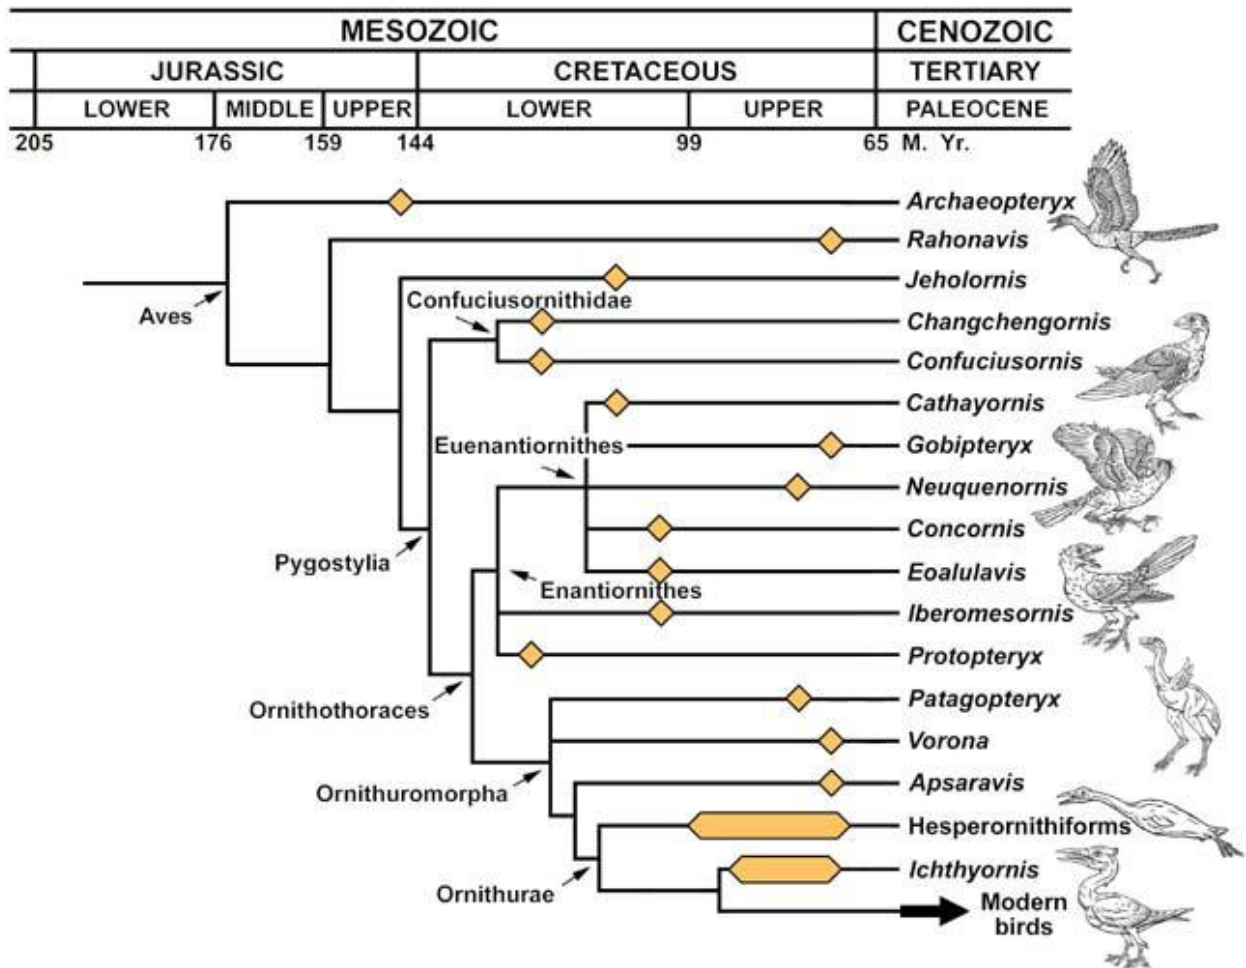 MESOZOIC CENOZOIC
JURASSIC CRETACEOUS TERTIARY
LOWER MIDDLE UPPER LOWER UPPER PALEOCENE
205 176 159 144 99 65 M. Yr.
Archaeopteryx
Rahonavis
Jeholornis
Confuciusornithidae
Aves
Changchengornis
Confuciusornis
Cathayornis
Euenantiornithes
Gobipteryx
Neuquenornis
Concornis
Pygostylia
Eoalulavis
Enantiornithes
Iberomesornis
Protopteryx
Ornithothoraces
Patagopteryx
Vorona
Ornithuromorpha
Apsaravis
Hesperornithiforms
Ichthyornis
Ornithurae
Modern
birds